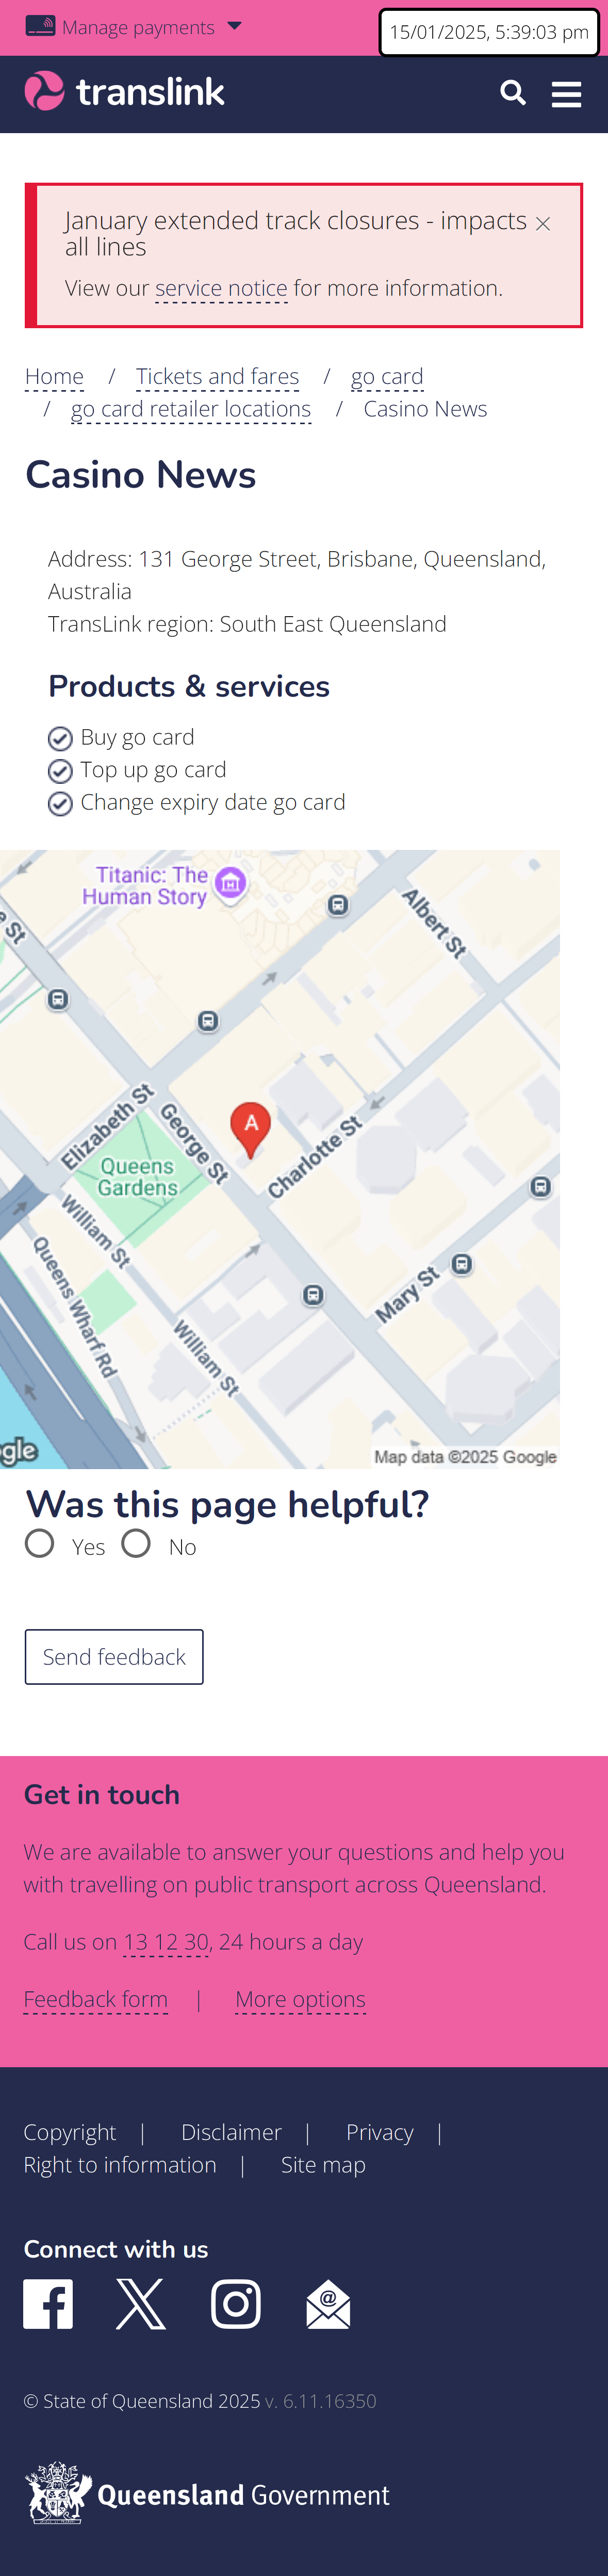 Manage payments
15/01/2025, 5:39:03 pm
translink
January extended track closures - impacts
all lines
View our service notice for more information.
Home / Tickets and fares / go card
/ go card retailer locations / Casino News
Casino News
Address: 131 George Street, Brisbane, Queensland,
Australia
TransLink region: South East Queensland
Products & services
Buy go card
Top up go card
Change expiry date go card
Titanic: The
Human Story
Albert St
e St
Elizabeth St
George St
A
Charlotte St
Queens
Gardens
William St
Queens Wharf Rd
Mary St
William St
gle
Map data ©2025 Google
Was this page helpful?
Yes No
Send feedback
Get in touch
We are available to answer your questions and help you
with travelling on public transport across Queensland.
Call us on 13 12 30, 24 hours a day
Feedback form | More options
Copyright | Disclaimer | Privacy |
Right to information | Site map
Connect with us
@
© State of Queensland 2025 v. 6.11.16350
Queensland Government